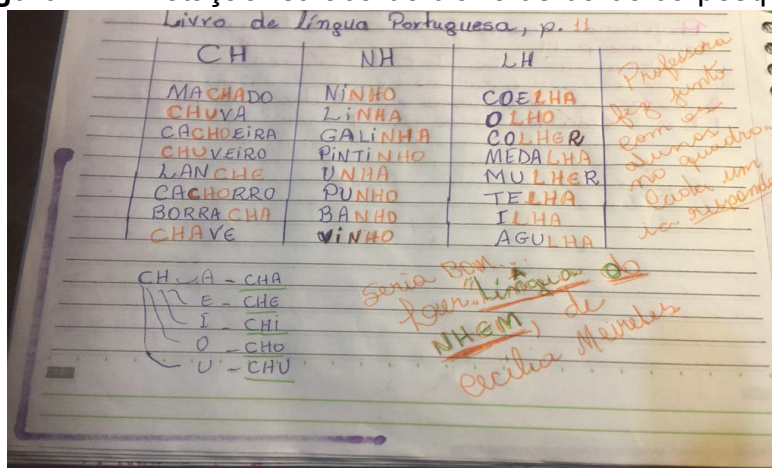 Livro de Língua Portuguesa, p. 11
CH NH LH
MACHADO NINHO COELHA
CHUVA LINHA OLHO
CACHOEIRA GALINHA COLHER
CHUVEIRO PINTINHO MEDALHA
LANCHE UNHA MULHER
CACHORRO PUNHO TELHA
BORRACHA BANHO ILHA
CHAVE VINHO AGULHA
Professora
fez junto
com os
alunos
no quadro.
Cada um
ia respond
CH A - CHA
E - CHE
I - CHI
O - CHO
U - CHU
Seria Bom
"A Língua do
NHEM", de
Cecília Meireles